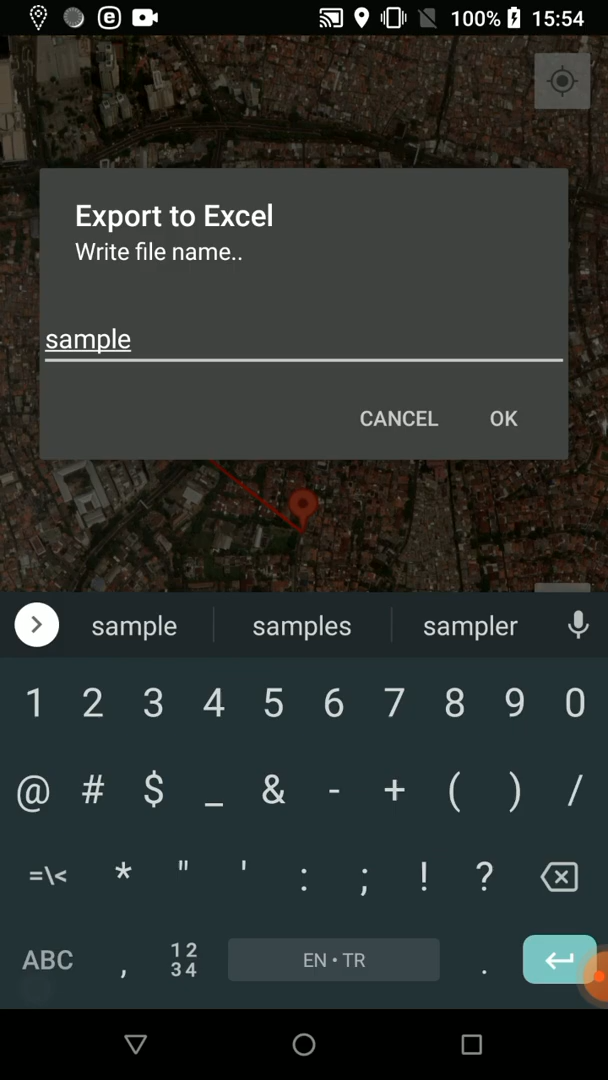 100% 15:54
Export to Excel
Write file name..
sample
CANCEL OK
sample samples sampler
1 2 3 4 5 6 7 8 9 0
@ # $ _ & - + ( ) /
=\< * " ' : ; ! ?
ABC , 12 34 EN • TR .